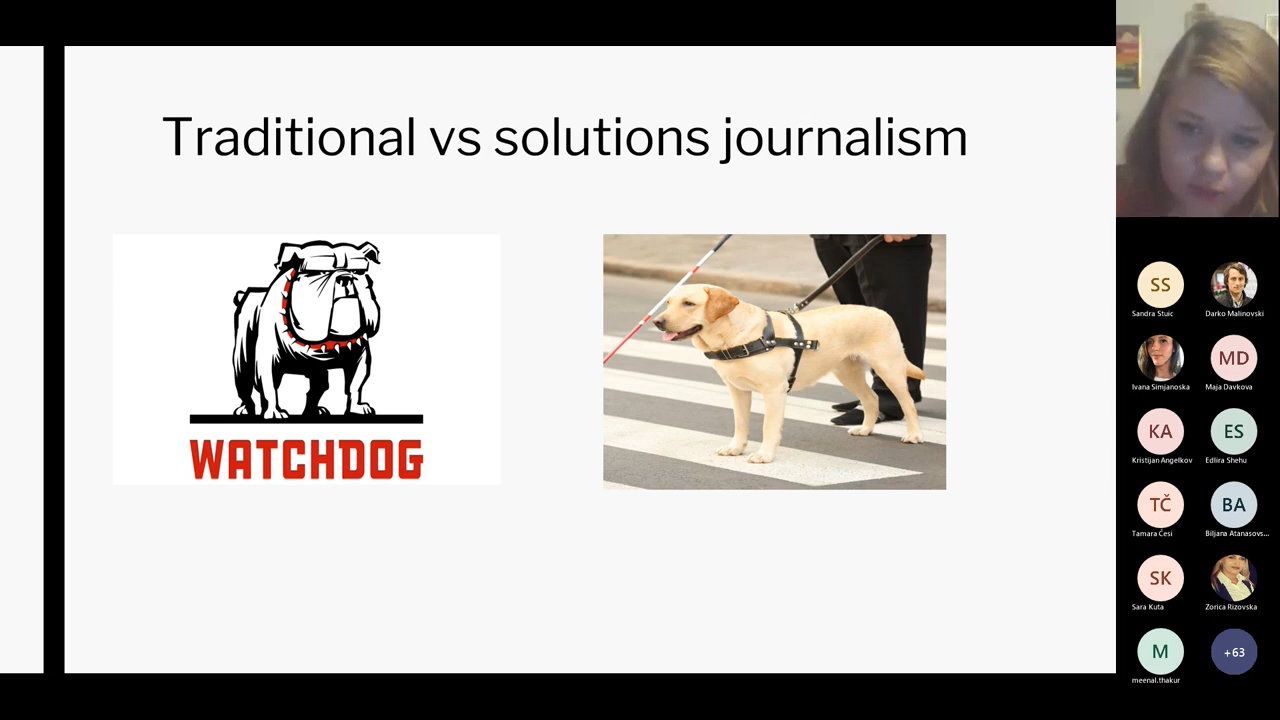 Traditional vs solutions journalism
WATCHDOG
SS
Sandra Stuic
Darko Malinovski
Ivana Simjanoska
MD
Maja Davkova
KA
Kristijan Angelkov
ES
Edlira Shehu
TČ
Tamara Česi
BA
Biljana Atanasovs...
SK
Sara Kuta
Zorica Rizovska
M
meenal.thakur
+63